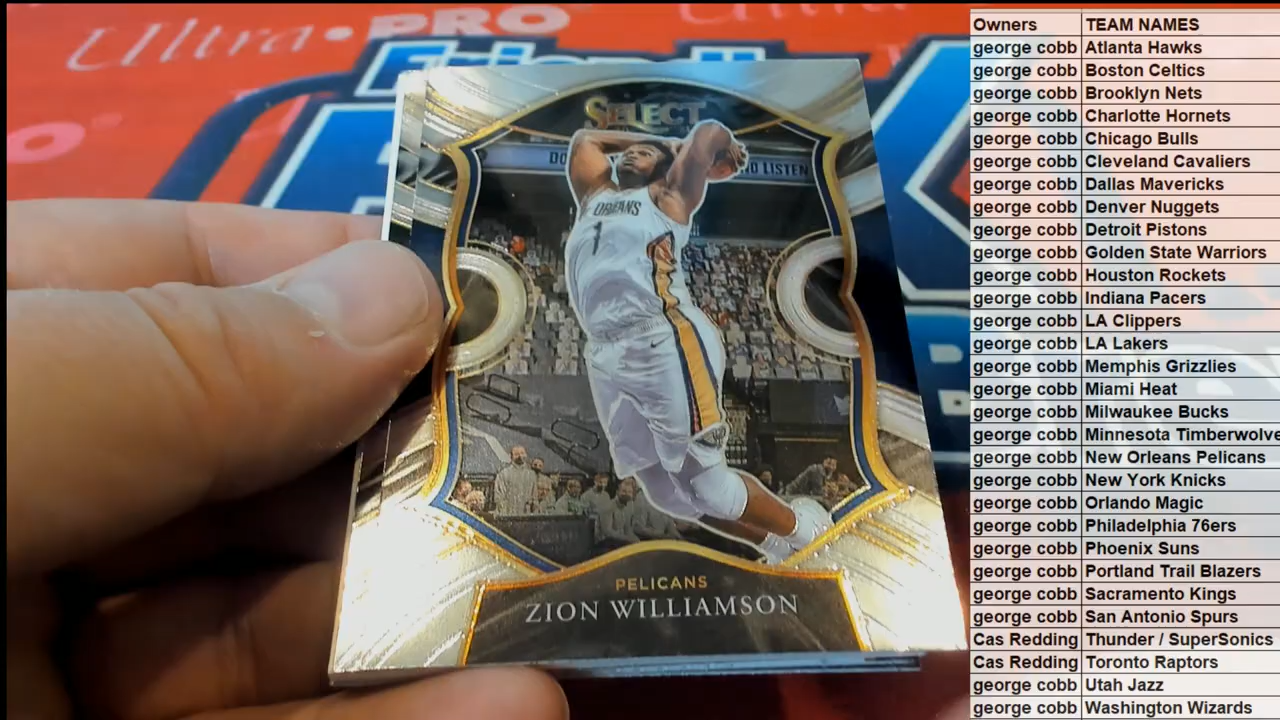 Ultra•PRO
PRO
SELECT
DO
ND LISTEN
ORLEANS
1
PELICANS
ZION WILLIAMSON
Owners TEAM NAMES
george cobb Atlanta Hawks
george cobb Boston Celtics
george cobb Brooklyn Nets
george cobb Charlotte Hornets
george cobb Chicago Bulls
george cobb Cleveland Cavaliers
george cobb Dallas Mavericks
george cobb Denver Nuggets
george cobb Detroit Pistons
george cobb Golden State Warriors
george cobb Houston Rockets
george cobb Indiana Pacers
george cobb LA Clippers
george cobb LA Lakers
george cobb Memphis Grizzlies
george cobb Miami Heat
george cobb Milwaukee Bucks
george cobb Minnesota Timberwolve
george cobb New Orleans Pelicans
george cobb New York Knicks
george cobb Orlando Magic
george cobb Philadelphia 76ers
george cobb Phoenix Suns
george cobb Portland Trail Blazers
george cobb Sacramento Kings
george cobb San Antonio Spurs
Cas Redding Thunder / SuperSonics
Cas Redding Toronto Raptors
george cobb Utah Jazz
george cobb Washington Wizards